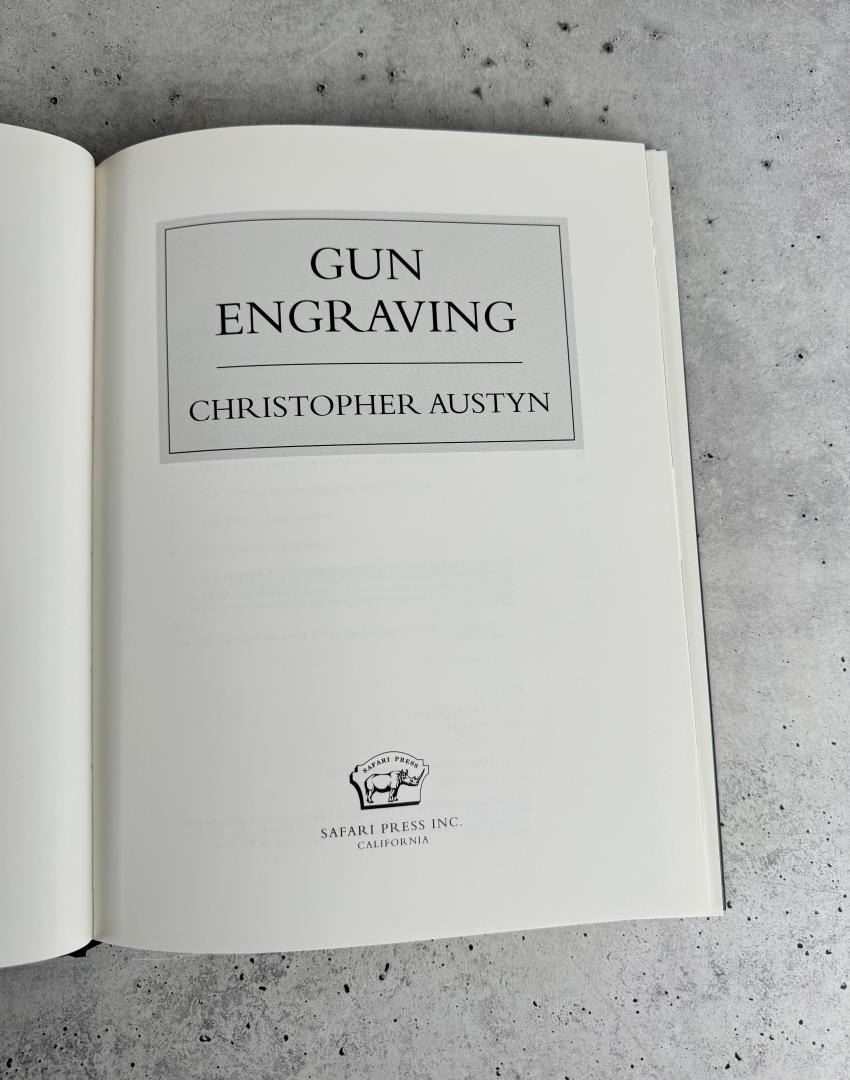 GUN
ENGRAVING
CHRISTOPHER AUSTYN
SAFARI PRESS
SAFARI PRESS INC.
CALIFORNIA